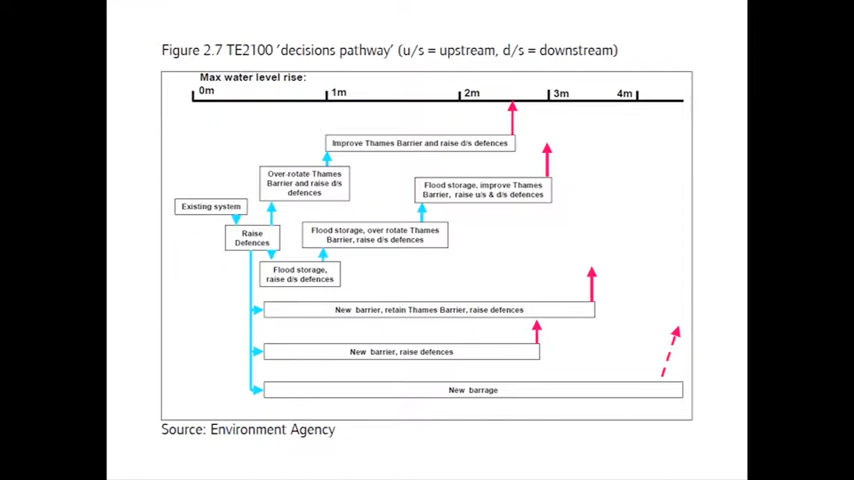 Figure 2.7 TE2100 'decisions pathway' (u/s = upstream, d/s = downstream)
Max water level rise:
0m
1m
2m
3m
4m
Improve Thames Barrier and raise d/s defences
Over-rotate Thames
Barrier and raise d/s
defences
Flood storage, improve Thames
Barrier, raise u/s & d/s defences
Existing system
Raise
Defences
Flood storage, over rotate Thames
Barrier, raise d/s defences
Flood storage,
raise d/s defences
New barrier, retain Thames Barrier, raise defences
New barrier, raise defences
New barrage
Source: Environment Agency